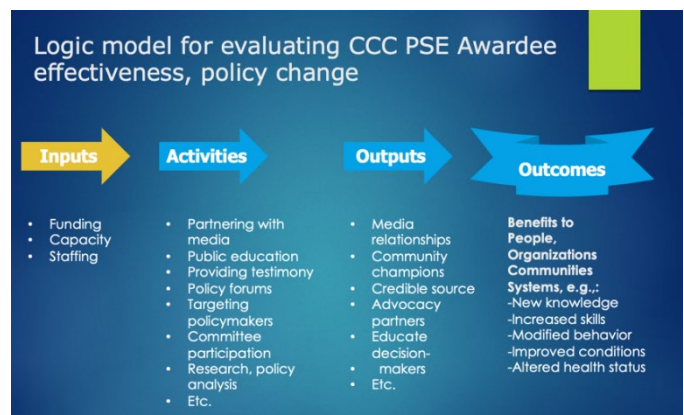 Logic model for evaluating CCC PSE Awardee
effectiveness, policy change
Inputs
• Funding
• Capacity
• Staffing
Activities
• Partnering with
media
• Public education
• Providing testimony
• Policy forums
• Targeting
policymakers
• Committee
participation
• Research, policy
analysis
• Etc.
Outputs
• Media
relationships
• Community
champions
• Credible source
• Advocacy
partners
• Educate
decision-
• makers
• Etc.
Outcomes
Benefits to
People,
Organizations
Communities
Systems, e.g.,:
-New knowledge
-Increased skills
-Modified behavior
-Improved conditions
-Altered health status